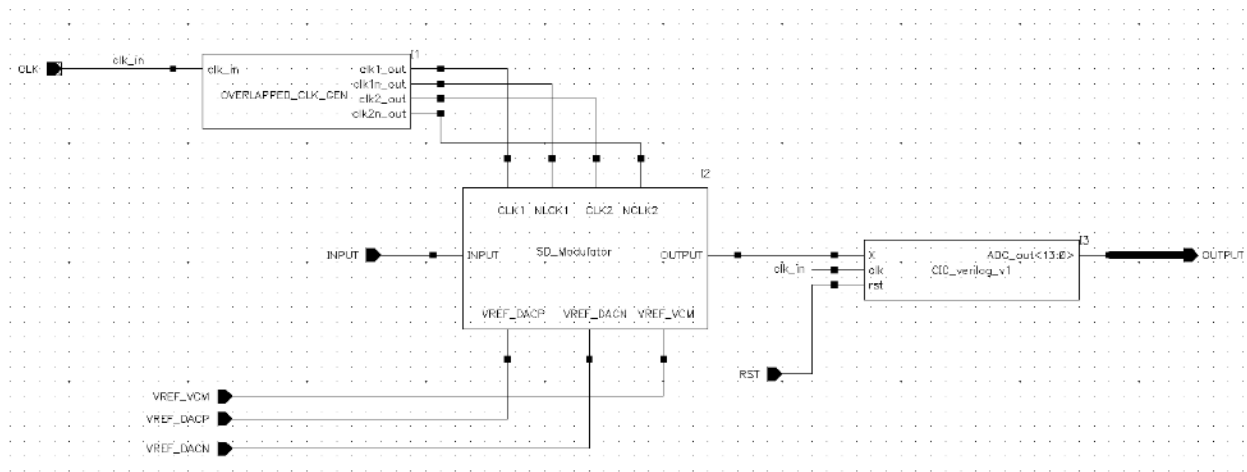 I1
clk_in
CLK
clk_in
clk1_out
clk1n_out
OVERLAPPED_CLK_GEN
clk2_out
clk2n_out
I2
CLK1 NLCK1 CLK2 NCLK2
INPUT
INPUT
SD_Modulator
OUTPUT
I3
X
ADC_out<13:0>
OUTPUT
clk_in
clk
CIC_verilog_v1
rst
VREF_DACP VREF_DACN VREF_VCM
RST
VREF_VCM
VREF_DACP
VREF_DACN